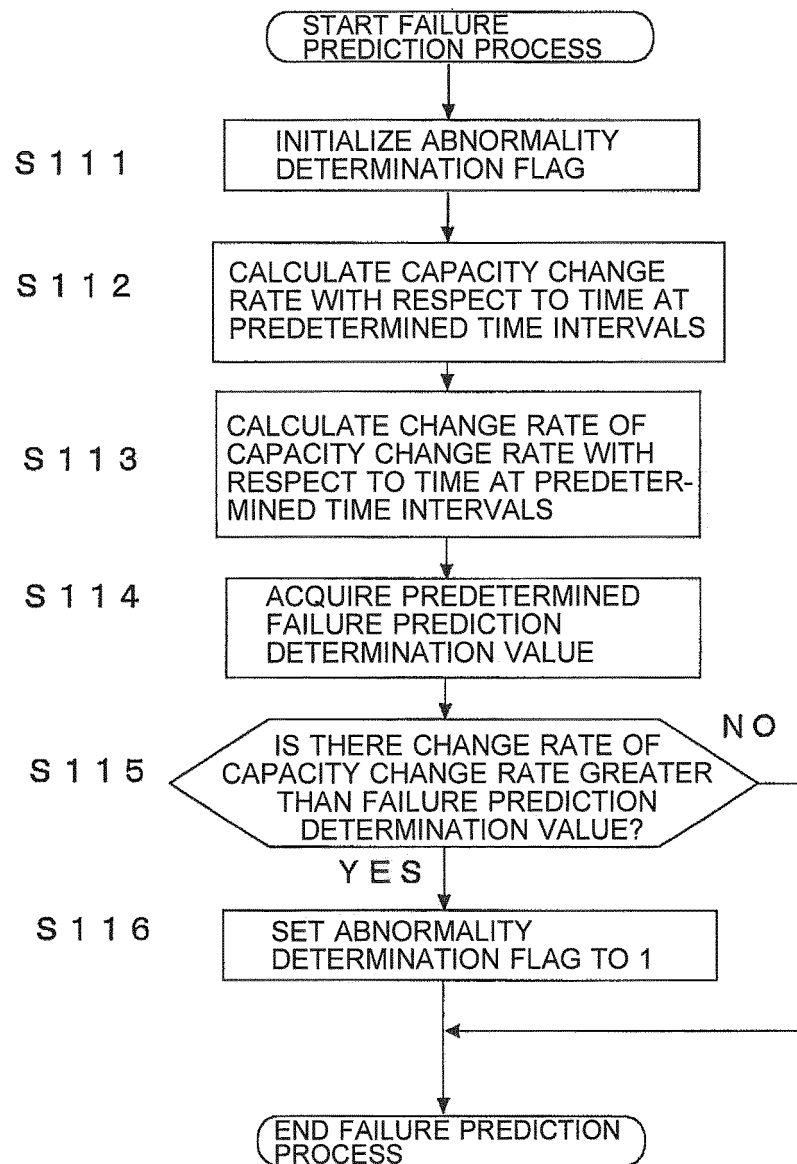 START FAILURE
PREDICTION PROCESS
S 1 1 1
INITIALIZE ABNORMALITY
DETERMINATION FLAG
S 1 1 2
CALCULATE CAPACITY CHANGE
RATE WITH RESPECT TO TIME AT
PREDETERMINED TIME INTERVALS
S 1 1 3
CALCULATE CHANGE RATE OF
CAPACITY CHANGE RATE WITH
RESPECT TO TIME AT PREDETER-
MINED TIME INTERVALS
S 1 1 4
ACQUIRE PREDETERMINED
FAILURE PREDICTION
DETERMINATION VALUE
S 1 1 5
IS THERE CHANGE RATE OF
CAPACITY CHANGE RATE GREATER
THAN FAILURE PREDICTION
DETERMINATION VALUE?
NO
YES
S 1 1 6
SET ABNORMALITY
DETERMINATION FLAG TO 1
END FAILURE PREDICTION
PROCESS